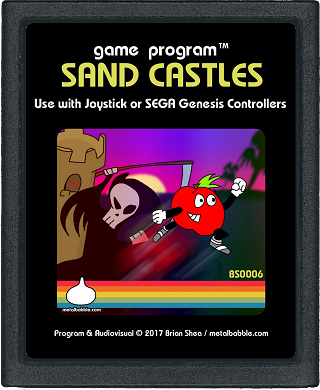 game program™
SAND CASTLES
Use with Joystick or SEGA Genesis Controllers
BS0006
metalbabble.com
Program & Audiovisual © 2017 Brian Shea / metalbabble.com